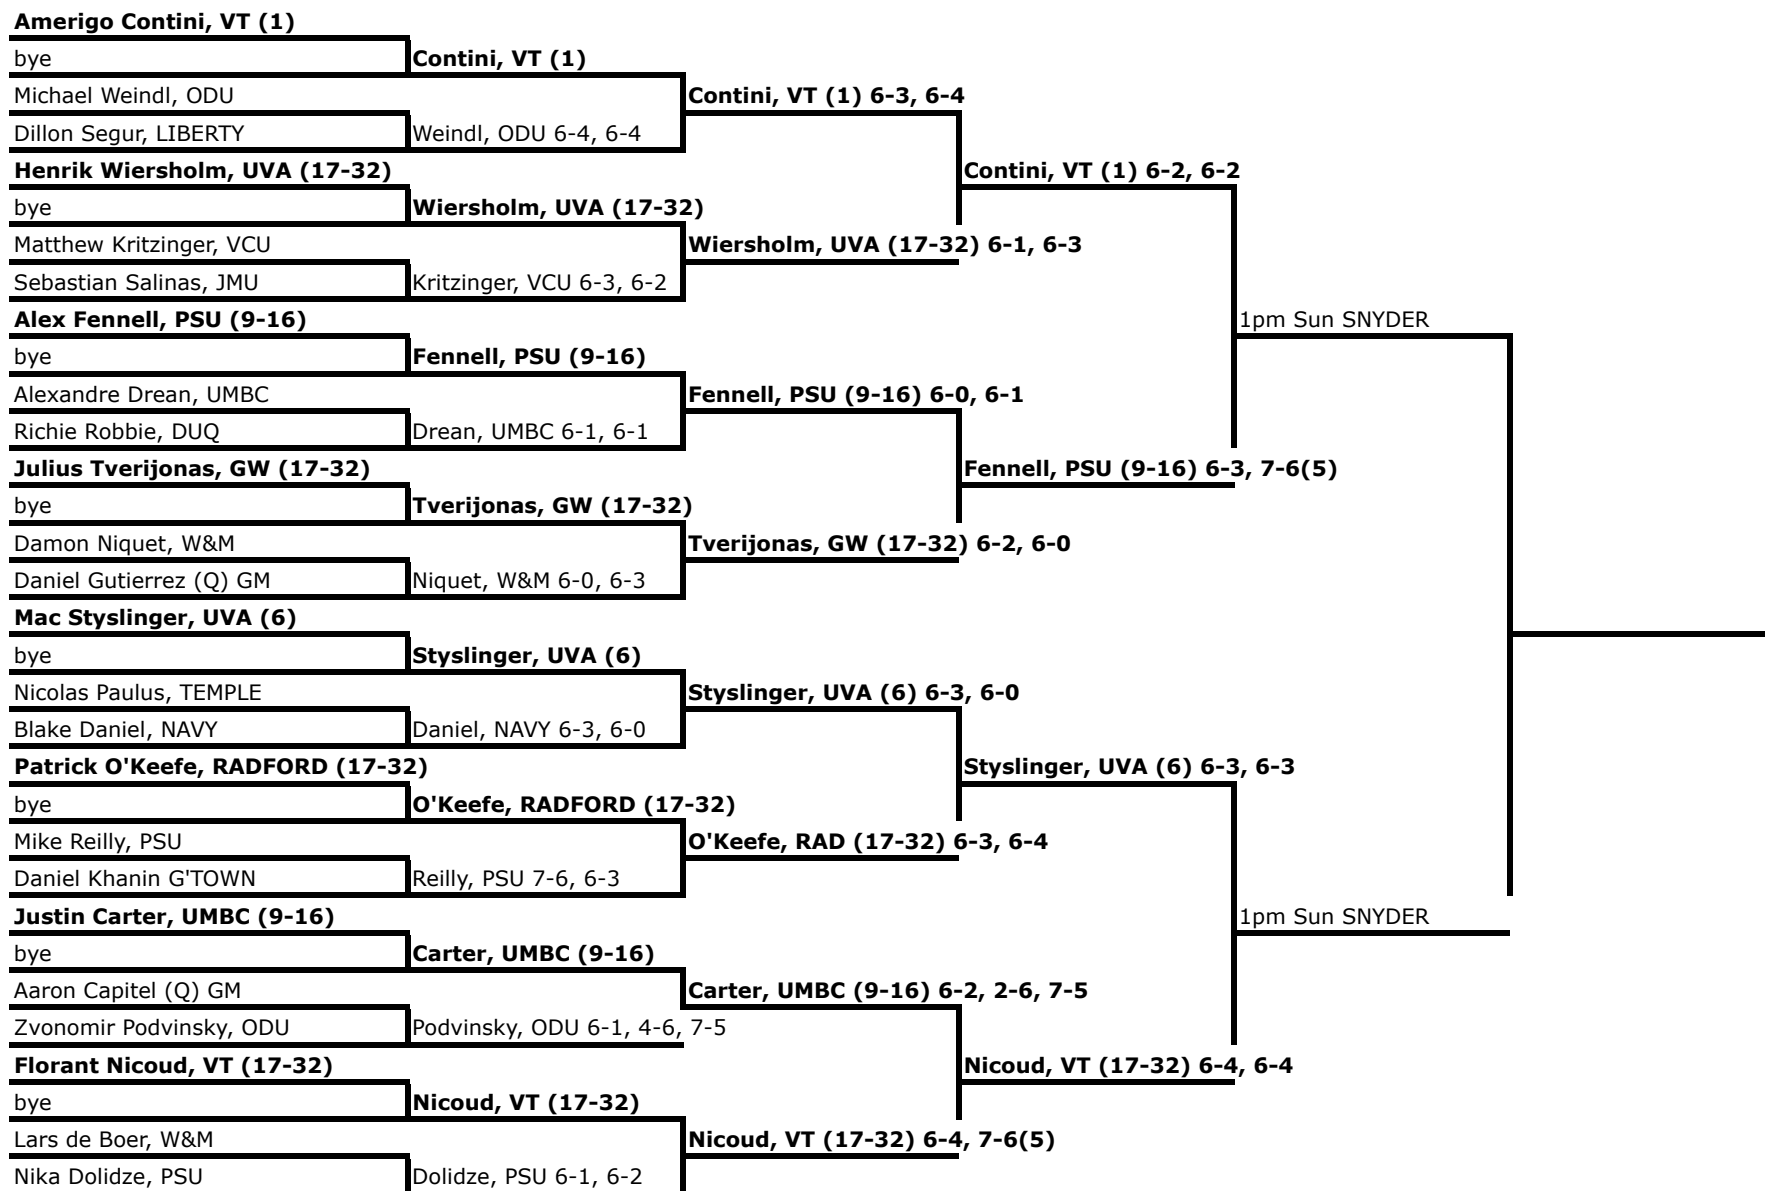 Amerigo Contini, VT (1)
bye
Contini, VT (1)
Michael Weindl, ODU
Contini, VT (1) 6-3, 6-4
Dillon Segur, LIBERTY
Weindl, ODU 6-4, 6-4
Henrik Wiersholm, UVA (17-32)
Contini, VT (1) 6-2, 6-2
bye
Wiersholm, UVA (17-32)
Matthew Kritzinger, VCU
Wiersholm, UVA (17-32) 6-1, 6-3
Sebastian Salinas, JMU
Kritzinger, VCU 6-3, 6-2
Alex Fennell, PSU (9-16)
1pm Sun SNYDER
bye
Fennell, PSU (9-16)
Alexandre Drean, UMBC
Fennell, PSU (9-16) 6-0, 6-1
Richie Robbie, DUQ
Drean, UMBC 6-1, 6-1
Julius Tverijonas, GW (17-32)
Fennell, PSU (9-16) 6-3, 7-6(5)
bye
Tverijonas, GW (17-32)
Damon Niquet, W&M
Tverijonas, GW (17-32) 6-2, 6-0
Daniel Gutierrez (Q) GM
Niquet, W&M 6-0, 6-3
Mac Styslinger, UVA (6)
bye
Styslinger, UVA (6)
Nicolas Paulus, TEMPLE
Styslinger, UVA (6) 6-3, 6-0
Blake Daniel, NAVY
Daniel, NAVY 6-3, 6-0
Patrick O'Keefe, RADFORD (17-32)
Styslinger, UVA (6) 6-3, 6-3
bye
O'Keefe, RADFORD (17-32)
Mike Reilly, PSU
O'Keefe, RAD (17-32) 6-3, 6-4
Daniel Khanin G'TOWN
Reilly, PSU 7-6, 6-3
Justin Carter, UMBC (9-16)
1pm Sun SNYDER
bye
Carter, UMBC (9-16)
Aaron Capitel (Q) GM
Carter, UMBC (9-16) 6-2, 2-6, 7-5
Zvonomir Podvinsky, ODU
Podvinsky, ODU 6-1, 4-6, 7-5
Florant Nicoud, VT (17-32)
Nicoud, VT (17-32) 6-4, 6-4
bye
Nicoud, VT (17-32)
Lars de Boer, W&M
Nicoud, VT (17-32) 6-4, 7-6(5)
Nika Dolidze, PSU
Dolidze, PSU 6-1, 6-2